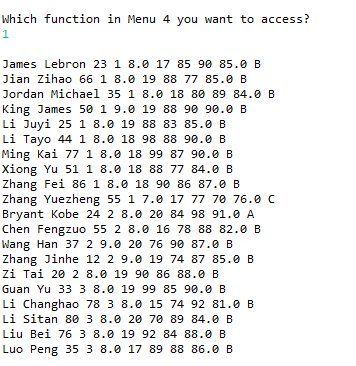 Which function in Menu 4 you want to access?
1
James Lebron 23 1 8.0 17 85 90 85.0 B
Jian Zihao 66 1 8.0 19 88 77 85.0 B
Jordan Michael 35 1 8.0 18 80 89 84.0 B
King James 50 1 9.0 19 88 90 90.0 B
Li Juyi 25 1 8.0 19 88 83 85.0 B
Li Tayo 44 1 8.0 18 98 88 90.0 B
Ming Kai 77 1 8.0 18 99 87 90.0 B
Xiong Yu 51 1 8.0 18 88 77 84.0 B
Zhang Fei 86 1 8.0 18 90 86 87.0 B
Zhang Yuezheng 55 1 7.0 17 77 70 76.0 C
Bryant Kobe 24 2 8.0 20 84 98 91.0 A
Chen Fengzuo 55 2 8.0 16 78 88 82.0 B
Wang Han 37 2 9.0 20 76 90 87.0 B
Zhang Jinhe 12 2 9.0 19 74 87 85.0 B
Zi Tai 20 2 8.0 19 90 86 88.0 B
Guan Yu 33 3 8.0 19 99 85 90.0 B
Li Changhao 78 3 8.0 15 74 92 81.0 B
Li Sitan 80 3 8.0 20 70 89 84.0 B
Liu Bei 76 3 8.0 19 92 84 88.0 B
Luo Peng 35 3 8.0 17 89 88 86.0 B